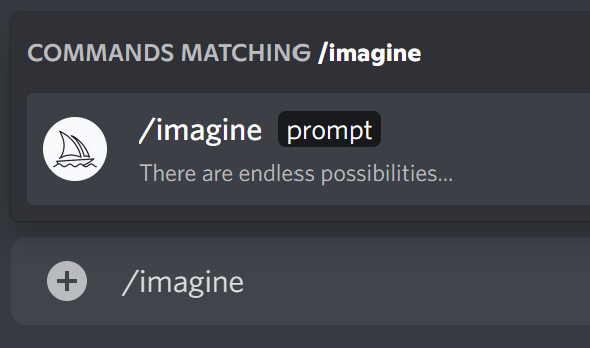 COMMANDS MATCHING /imagine
/imagine prompt
There are endless possibilities...
/imagine